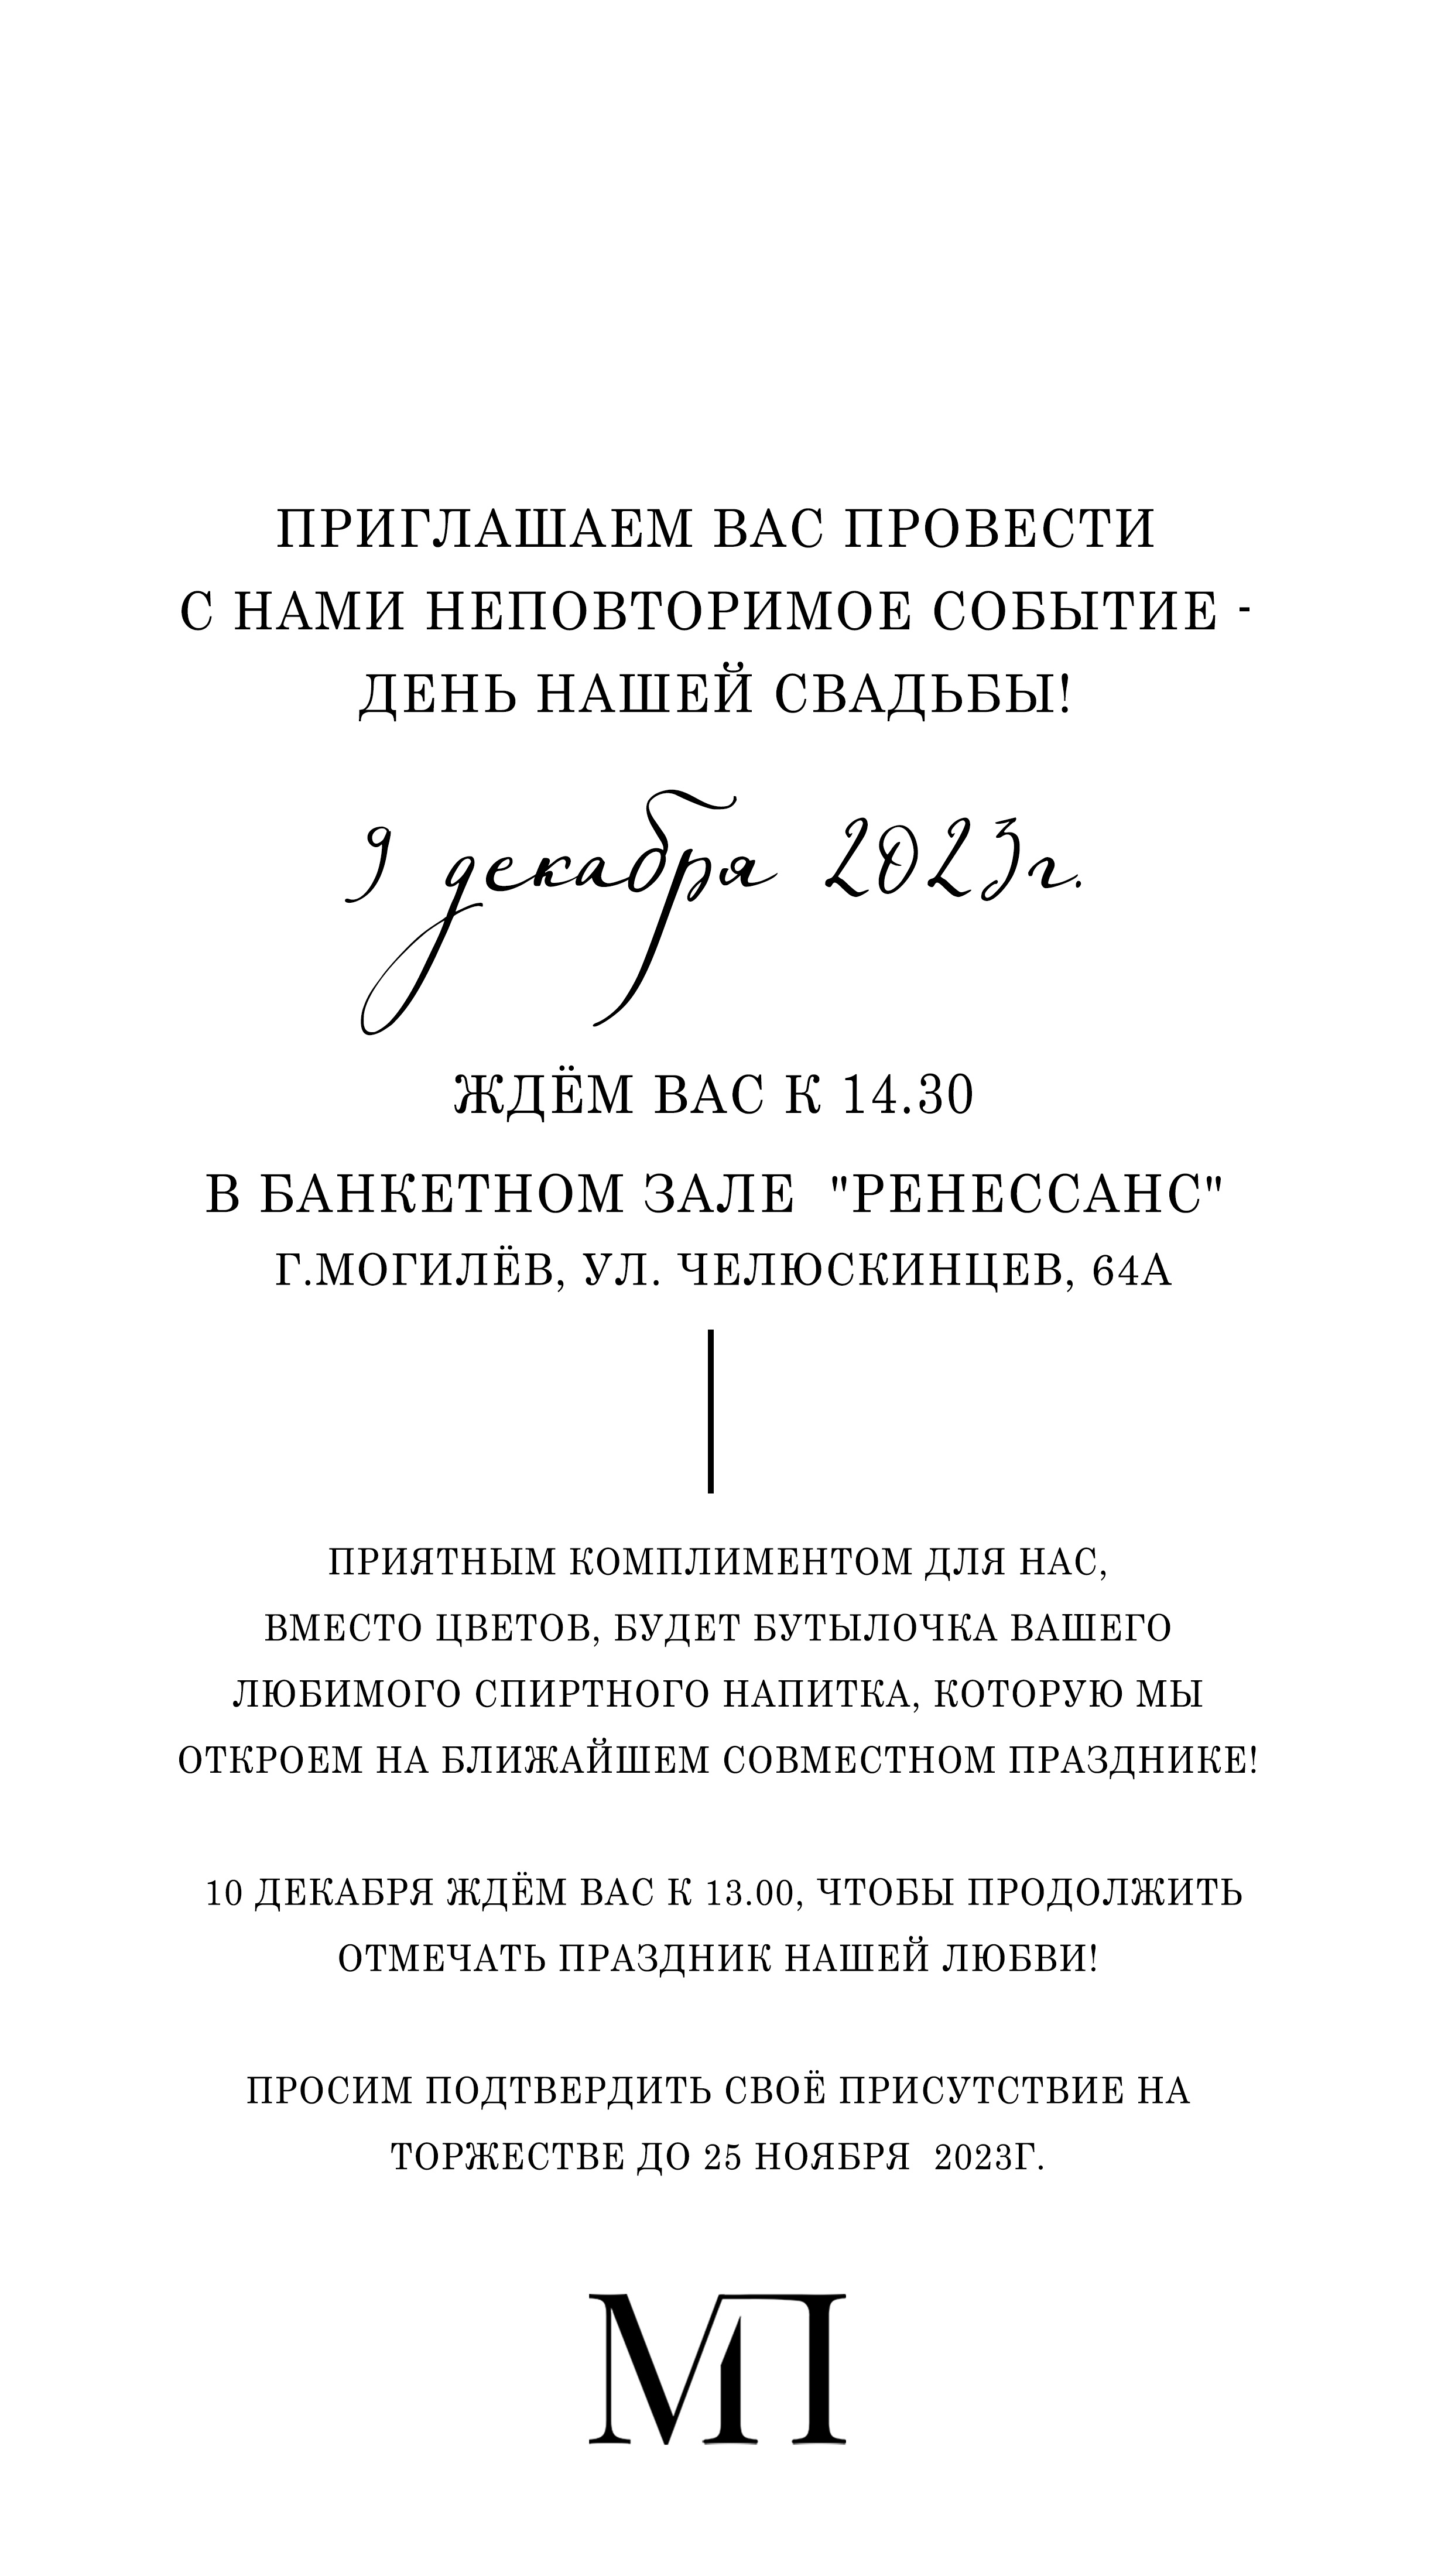 ПРИГЛАШАЕМ ВАС ПРОВЕСТИ
С НАМИ НЕПОВТОРИМОЕ СОБЫТИЕ -
ДЕНЬ НАШЕЙ СВАДЬБЫ!
9 декабря 2023г.
ЖДЁМ ВАС К 14.30
В БАНКЕТНОМ ЗАЛЕ "РЕНЕССАНС"
Г.МОГИЛЁВ, УЛ. ЧЕЛЮСКИНЦЕВ, 64А
ПРИЯТНЫМ КОМПЛИМЕНТОМ ДЛЯ НАС,
ВМЕСТО ЦВЕТОВ, БУДЕТ БУТЫЛОЧКА ВАШЕГО
ЛЮБИМОГО СПИРТНОГО НАПИТКА, КОТОРУЮ МЫ
ОТКРОЕМ НА БЛИЖАЙШЕМ СОВМЕСТНОМ ПРАЗДНИКЕ!
10 ДЕКАБРЯ ЖДЁМ ВАС К 13.00, ЧТОБЫ ПРОДОЛЖИТЬ
ОТМЕЧАТЬ ПРАЗДНИК НАШЕЙ ЛЮБВИ!
ПРОСИМ ПОДТВЕРДИТЬ СВОЁ ПРИСУТСТВИЕ НА
ТОРЖЕСТВЕ ДО 25 НОЯБРЯ 2023Г.
МП